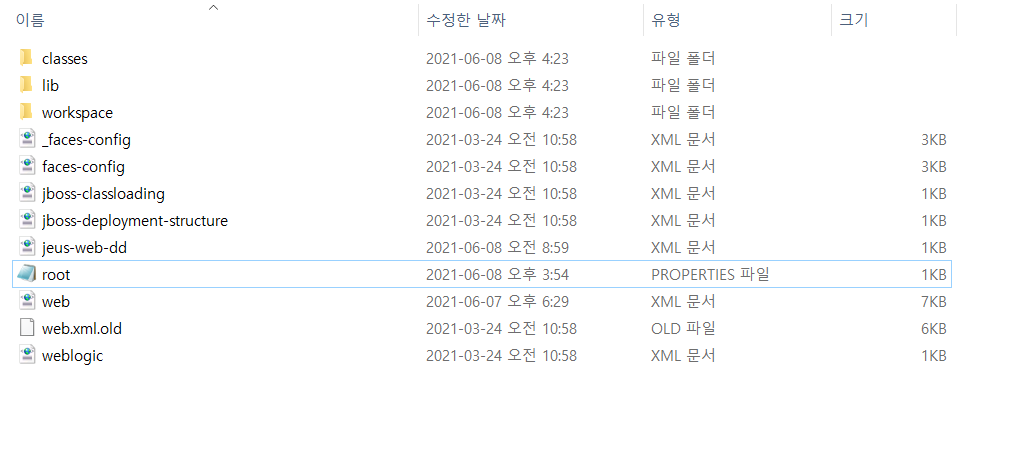 이름 수정한 날짜 유형 크기
classes 2021-06-08 오후 4:23 파일 폴더
lib 2021-06-08 오후 4:23 파일 폴더
workspace 2021-06-08 오후 4:23 파일 폴더
_faces-config 2021-03-24 오전 10:58 XML 문서 3KB
faces-config 2021-03-24 오전 10:58 XML 문서 3KB
jboss-classloading 2021-03-24 오전 10:58 XML 문서 1KB
jboss-deployment-structure 2021-03-24 오전 10:58 XML 문서 1KB
jeus-web-dd 2021-06-08 오전 8:59 XML 문서 1KB
root 2021-06-08 오후 3:54 PROPERTIES 파일 1KB
web 2021-06-07 오후 6:29 XML 문서 7KB
web.xml.old 2021-03-24 오전 10:58 OLD 파일 6KB
weblogic 2021-03-24 오전 10:58 XML 문서 1KB